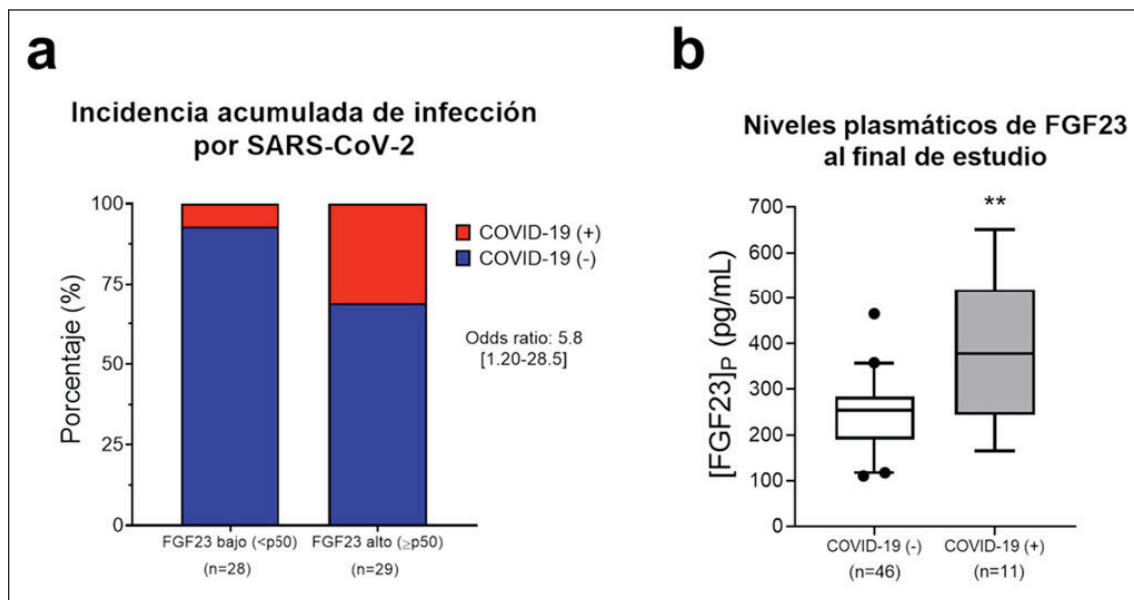 a
Incidencia acumulada de infección
por SARS-CoV-2
100
75
50
25
0
Porcentaje (%)
COVID-19 (+)
COVID-19 (-)
Odds ratio: 5.8
[1.20-28.5]
FGF23 bajo (<p50)
(n=28)
FGF23 alto (≥p50)
(n=29)
b
Niveles plasmáticos de FGF23
al final de estudio
**
700
600
500
400
300
200
100
0
[FGF23]P (pg/mL)
COVID-19 (-)
(n=46)
COVID-19 (+)
(n=11)